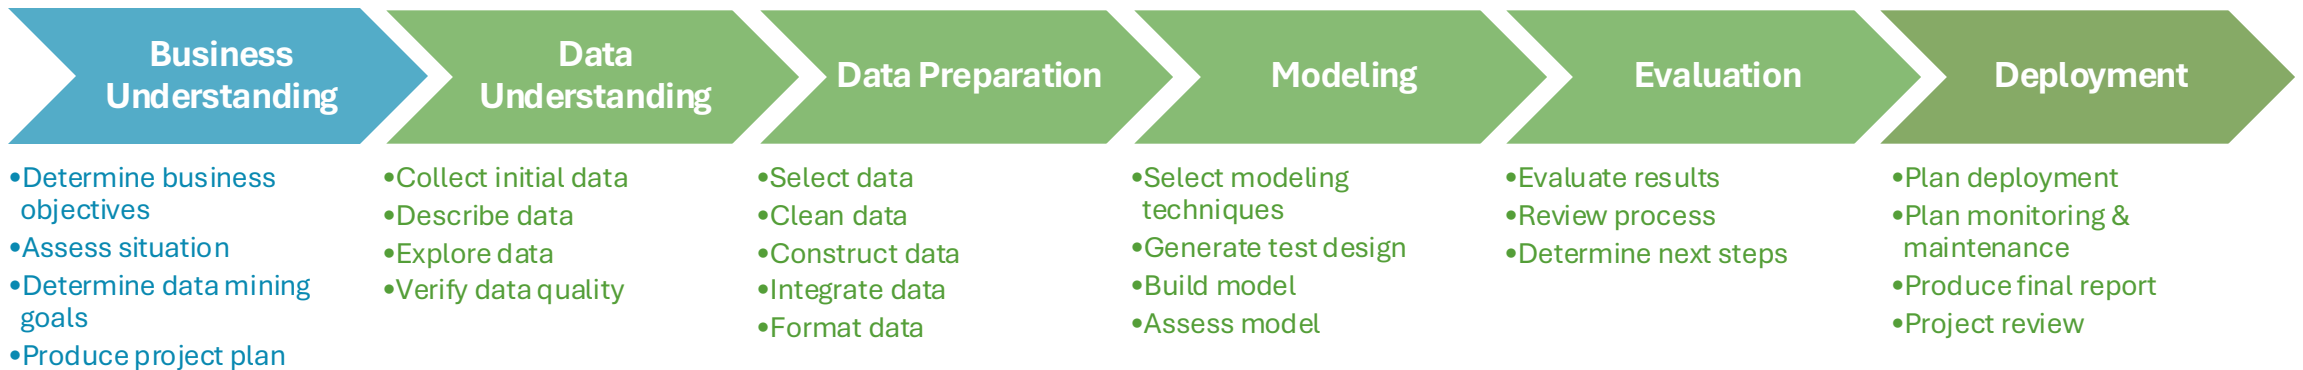 Business
Understanding
•Determine business
objectives
•Assess situation
•Determine data mining
goals
•Produce project plan
Data
Understanding
•Collect initial data
•Describe data
•Explore data
•Verify data quality
Data Preparation
•Select data
•Clean data
•Construct data
•Integrate data
•Format data
Modeling
•Select modeling
techniques
•Generate test design
•Build model
•Assess model
Evaluation
•Evaluate results
•Review process
•Determine next steps
Deployment
•Plan deployment
•Plan monitoring &
maintenance
•Produce final report
•Project review